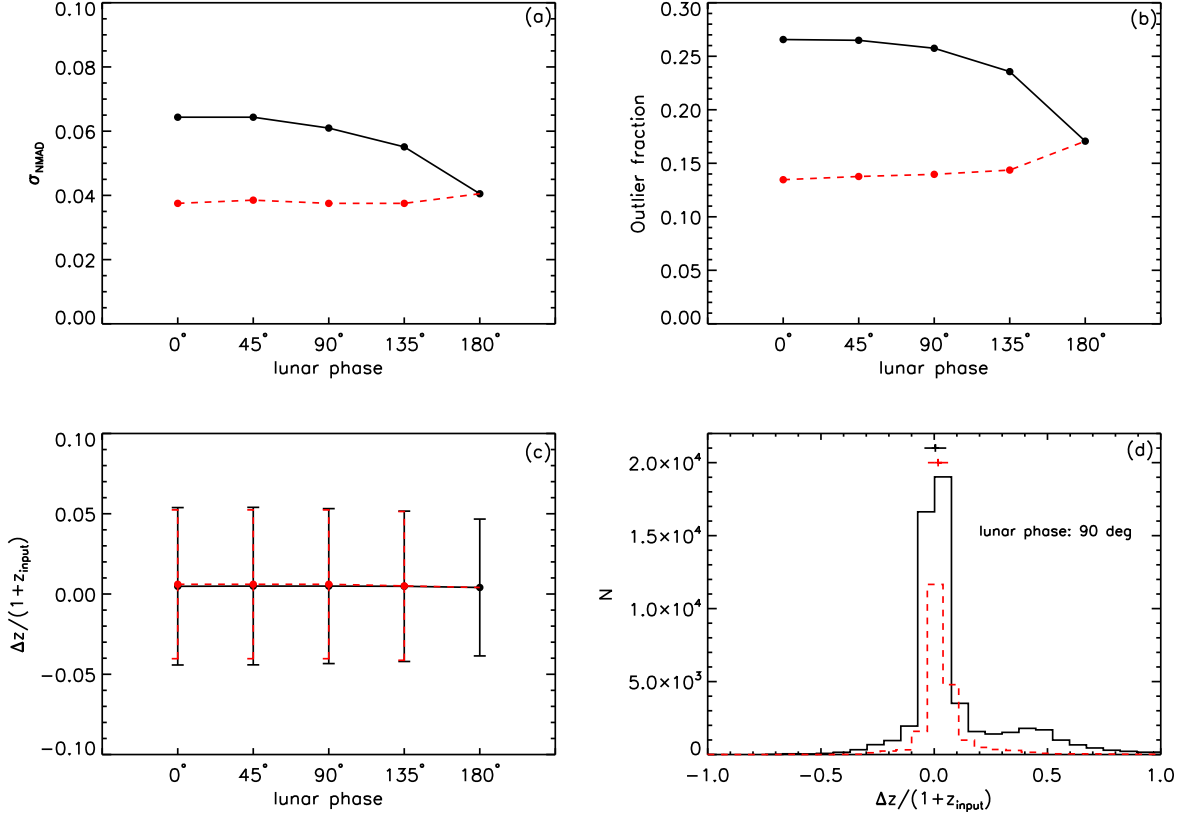 (a)
0.10
0.08
0.06
0.04
0.02
0.00
σNMAD
0° 45° 90° 135° 180°
lunar phase
(b)
0.30
0.25
0.20
0.15
0.10
0.05
0.00
Outlier fraction
0° 45° 90° 135° 180°
lunar phase
(c)
0.10
0.05
0.00
−0.05
−0.10
Δz/(1+zinput)
0° 45° 90° 135° 180°
lunar phase
(d)
2.0×10⁴
1.5×10⁴
1.0×10⁴
5.0×10³
0
N
lunar phase: 90 deg
−1.0 −0.5 0.0 0.5 1.0
Δz/(1+zinput)